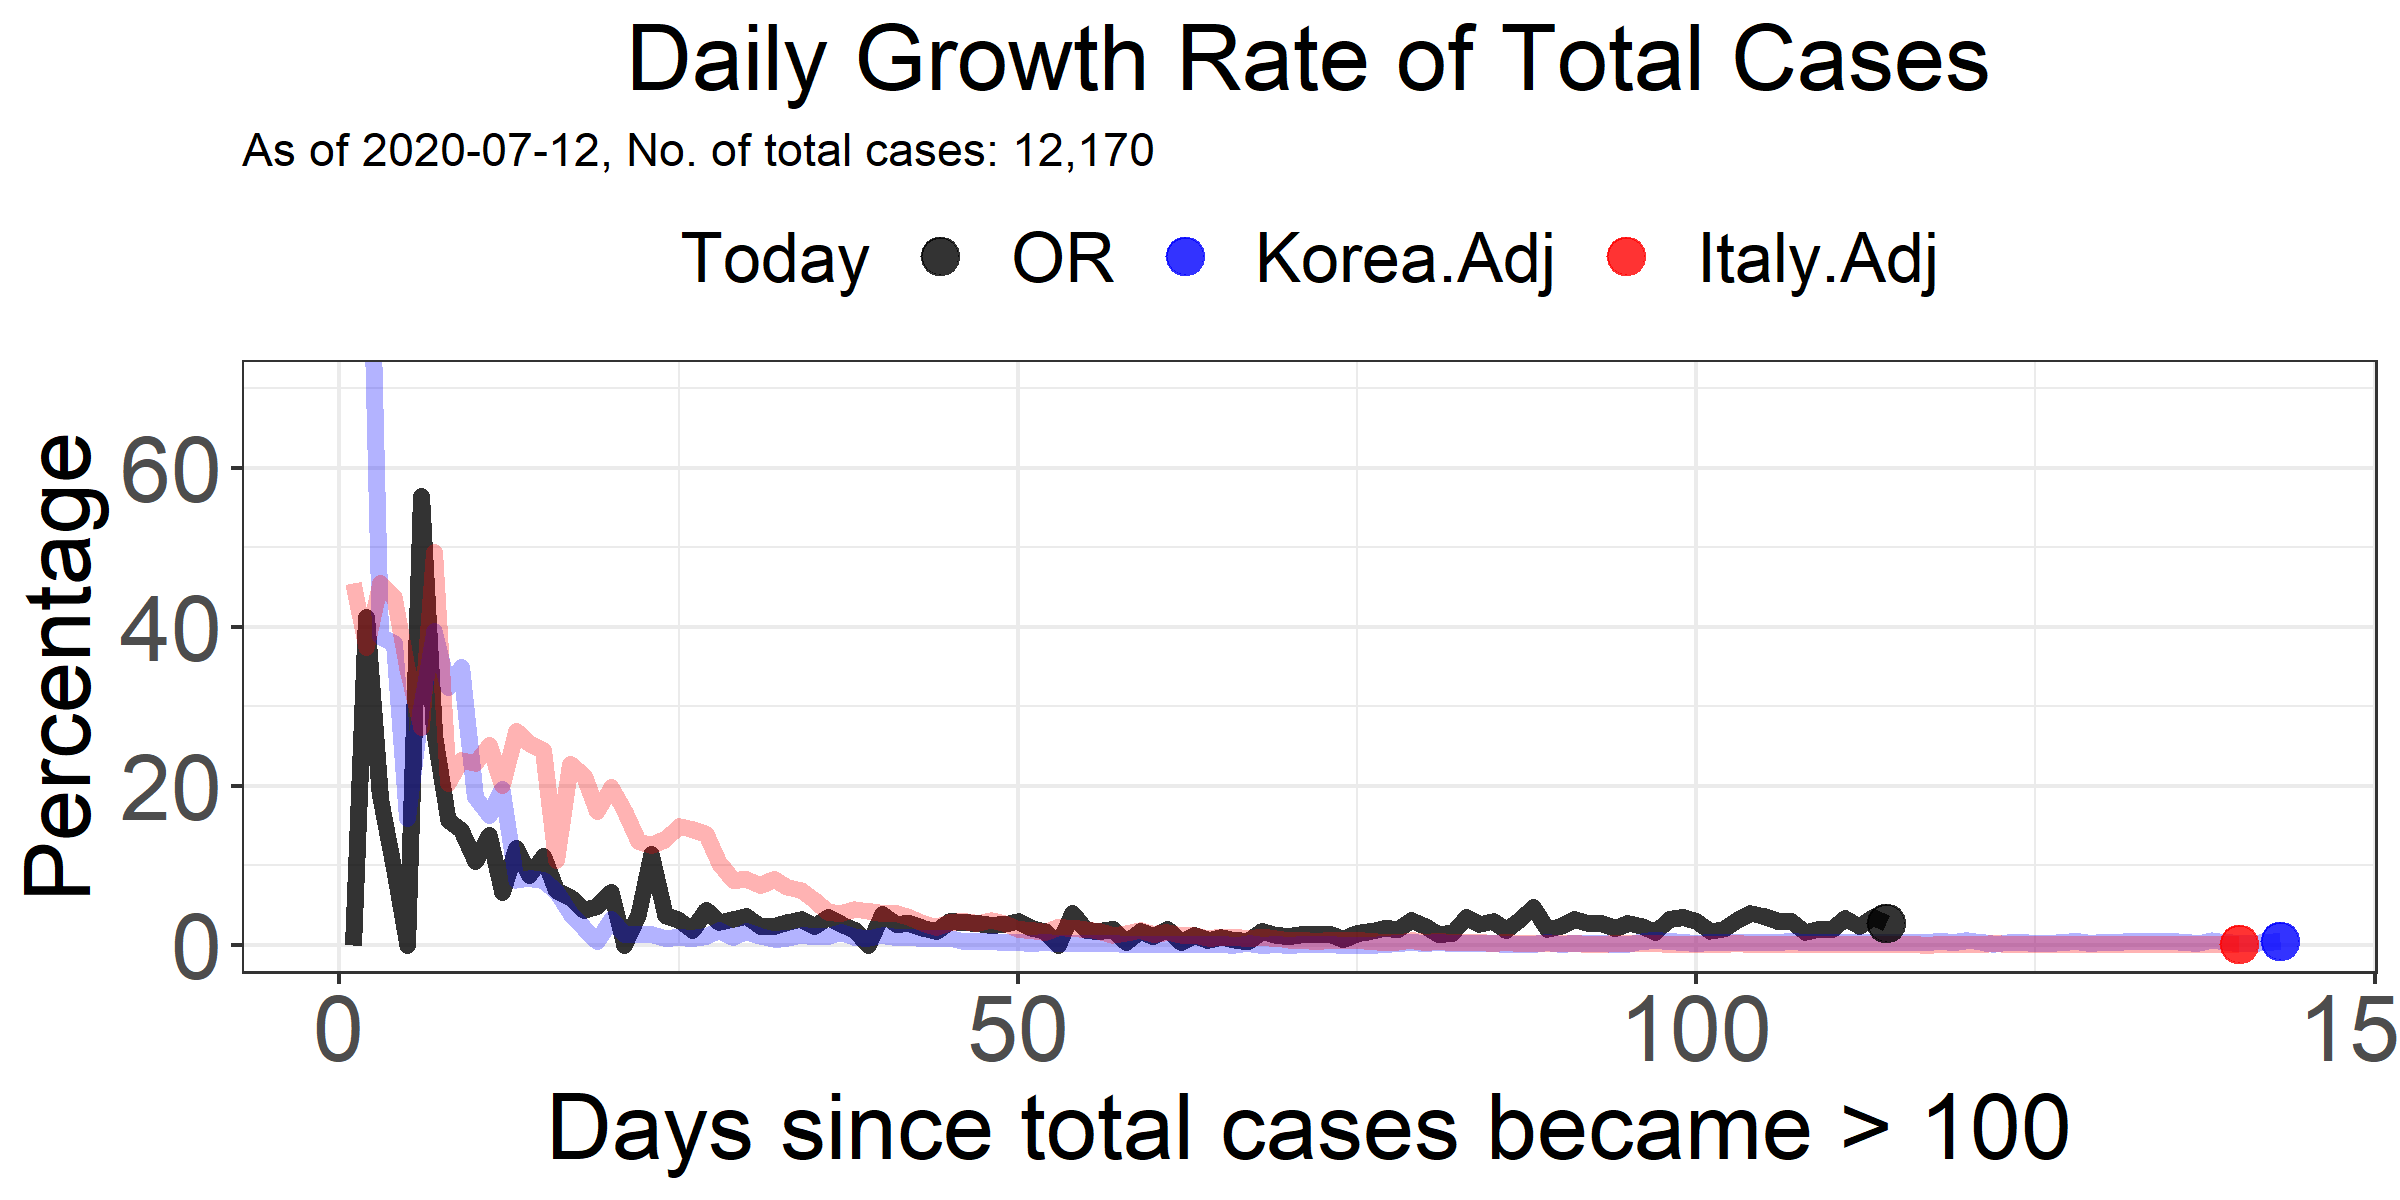 Daily Growth Rate of Total Cases
As of 2020-07-12, No. of total cases: 12,170
Today OR Korea.Adj Italy.Adj
Percentage
60
40
20
0
0 50 100 15
Days since total cases became > 100